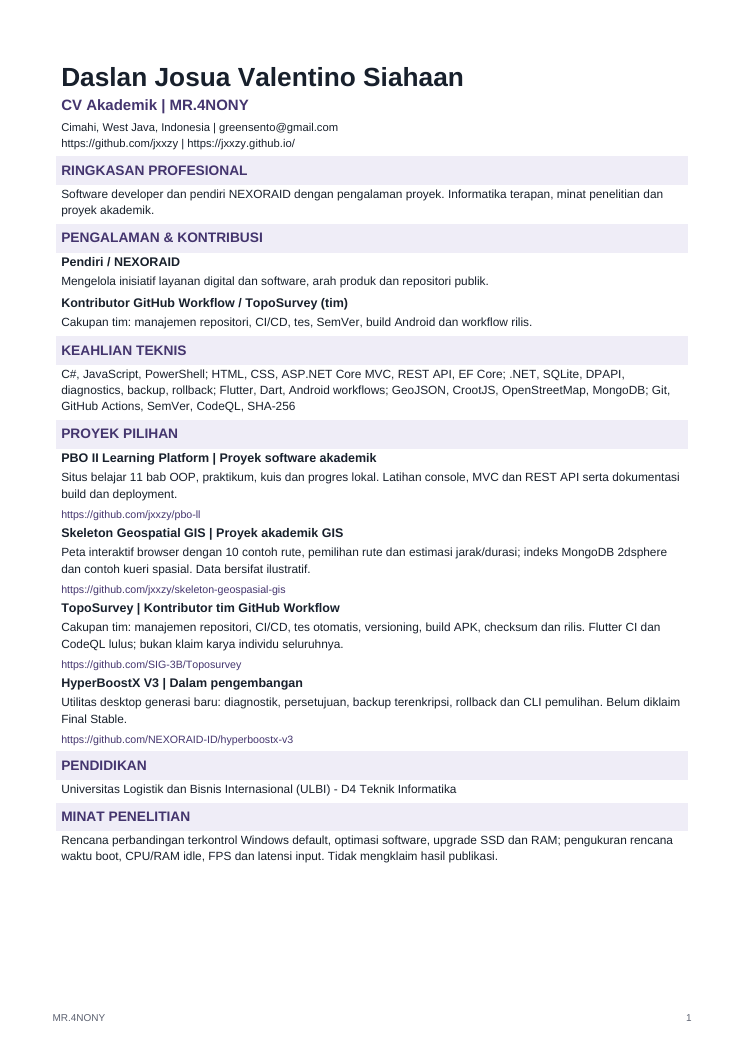 Daslan Josua Valentino Siahaan
CV Akademik | MR.4NONY
Cimahi, West Java, Indonesia | greensento@gmail.com
https://github.com/jxxzy | https://jxxzy.github.io/
RINGKASAN PROFESIONAL
Software developer dan pendiri NEXORAID dengan pengalaman proyek. Informatika terapan, minat penelitian dan
proyek akademik.
PENGALAMAN & KONTRIBUSI
Pendiri / NEXORAID
Mengelola inisiatif layanan digital dan software, arah produk dan repositori publik.
Kontributor GitHub Workflow / TopoSurvey (tim)
Cakupan tim: manajemen repositori, CI/CD, tes, SemVer, build Android dan workflow rilis.
KEAHLIAN TEKNIS
C#, JavaScript, PowerShell; HTML, CSS, ASP.NET Core MVC, REST API, EF Core; .NET, SQLite, DPAPI,
diagnostics, backup, rollback; Flutter, Dart, Android workflows; GeoJSON, CrootJS, OpenStreetMap, MongoDB; Git,
GitHub Actions, SemVer, CodeQL, SHA-256
PROYEK PILIHAN
PBO II Learning Platform | Proyek software akademik
Situs belajar 11 bab OOP, praktikum, kuis dan progres lokal. Latihan console, MVC dan REST API serta dokumentasi
build dan deployment.
https://github.com/jxxzy/pbo-ll
Skeleton Geospatial GIS | Proyek akademik GIS
Peta interaktif browser dengan 10 contoh rute, pemilihan rute dan estimasi jarak/durasi; indeks MongoDB 2dsphere
dan contoh kueri spasial. Data bersifat ilustratif.
https://github.com/jxxzy/skeleton-geospasial-gis
TopoSurvey | Kontributor tim GitHub Workflow
Cakupan tim: manajemen repositori, CI/CD, tes otomatis, versioning, build APK, checksum dan rilis. Flutter CI dan
CodeQL lulus; bukan klaim karya individu seluruhnya.
https://github.com/SIG-3B/Toposurvey
HyperBoostX V3 | Dalam pengembangan
Utilitas desktop generasi baru: diagnostik, persetujuan, backup terenkripsi, rollback dan CLI pemulihan. Belum diklaim
Final Stable.
https://github.com/NEXORAID-ID/hyperboostx-v3
PENDIDIKAN
Universitas Logistik dan Bisnis Internasional (ULBI) - D4 Teknik Informatika
MINAT PENELITIAN
Rencana perbandingan terkontrol Windows default, optimasi software, upgrade SSD dan RAM; pengukuran rencana
waktu boot, CPU/RAM idle, FPS dan latensi input. Tidak mengklaim hasil publikasi.
MR.4NONY
1